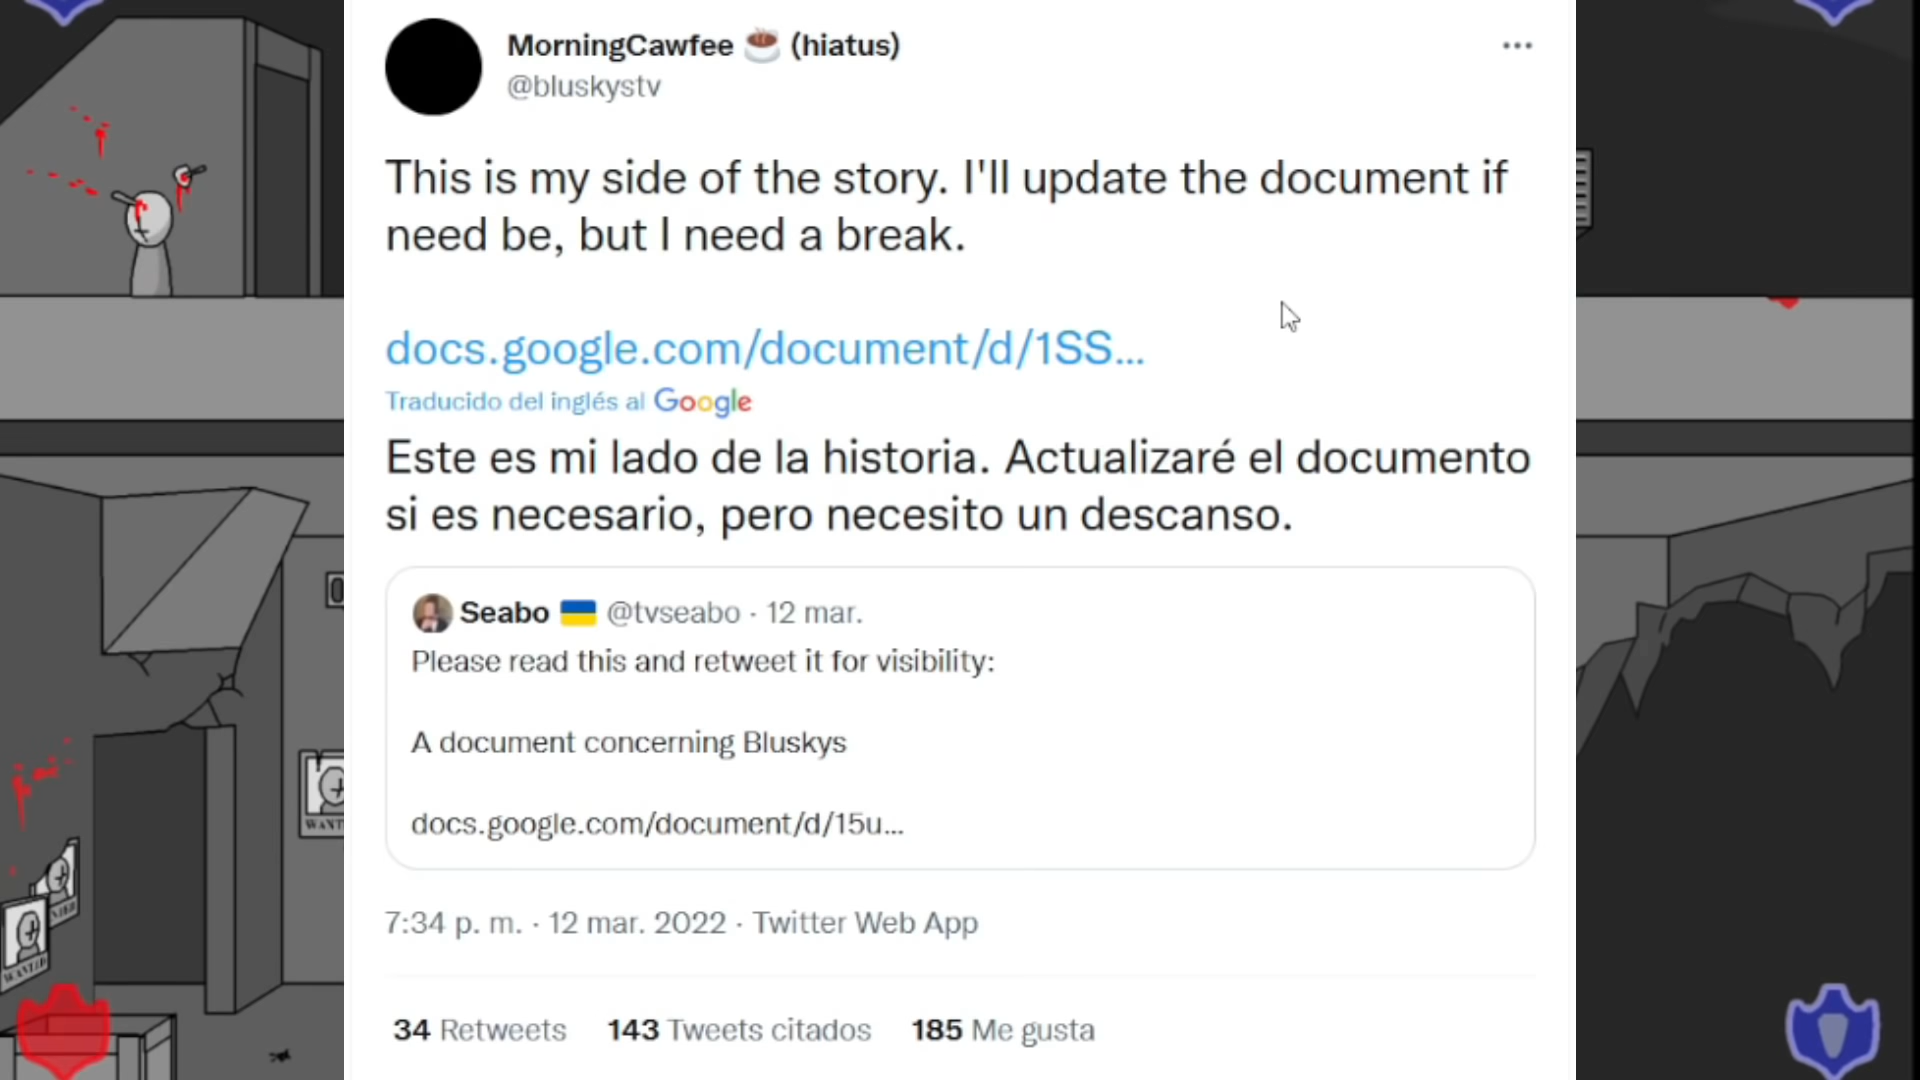 MorningCawfee ☕ (hiatus)
@bluskystv
This is my side of the story. I'll update the document if
need be, but I need a break.
docs.google.com/document/d/1SS...
Traducido del inglés al Google
Este es mi lado de la historia. Actualizaré el documento
si es necesario, pero necesito un descanso.
Seabo 🇺🇦 @tvseabo · 12 mar.
Please read this and retweet it for visibility:
A document concerning Bluskys
docs.google.com/document/d/15u...
7:34 p. m. · 12 mar. 2022 · Twitter Web App
34 Retweets 143 Tweets citados 185 Me gusta
WANTED